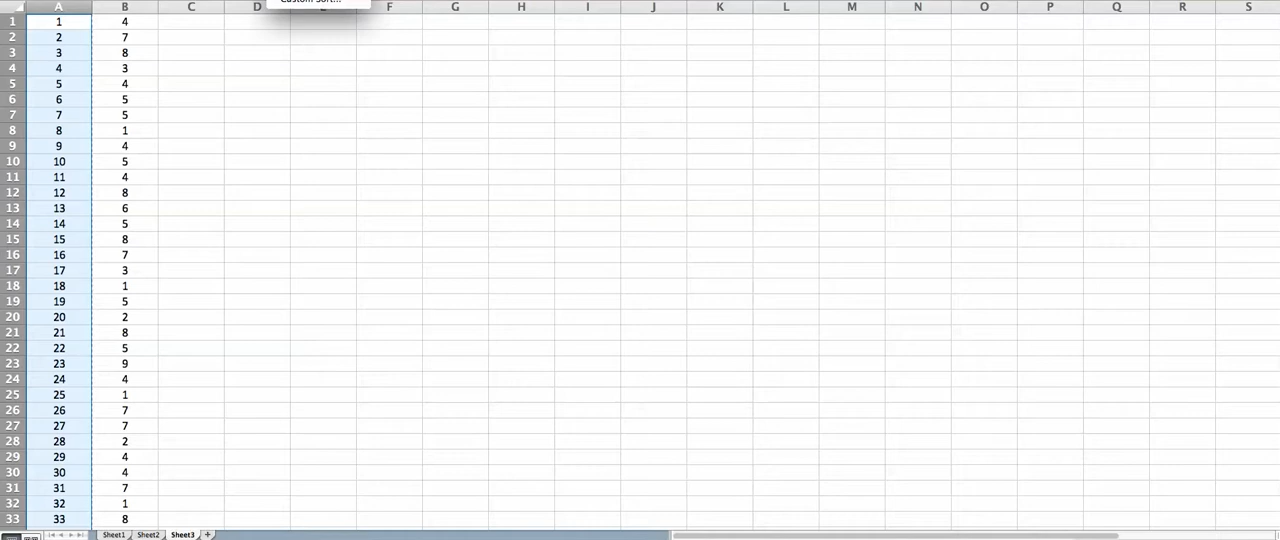 Custom Sort...
A B C D E F G H I J K L M N O P Q R S
1 1 4
2 2 7
3 3 8
4 4 3
5 5 4
6 6 5
7 7 5
8 8 1
9 9 4
10 10 5
11 11 4
12 12 8
13 13 6
14 14 5
15 15 8
16 16 7
17 17 3
18 18 1
19 19 5
20 20 2
21 21 8
22 22 5
23 23 9
24 24 4
25 25 1
26 26 7
27 27 7
28 28 2
29 29 4
30 30 4
31 31 7
32 32 1
33 33 8
Sheet1 Sheet2 Sheet3 +